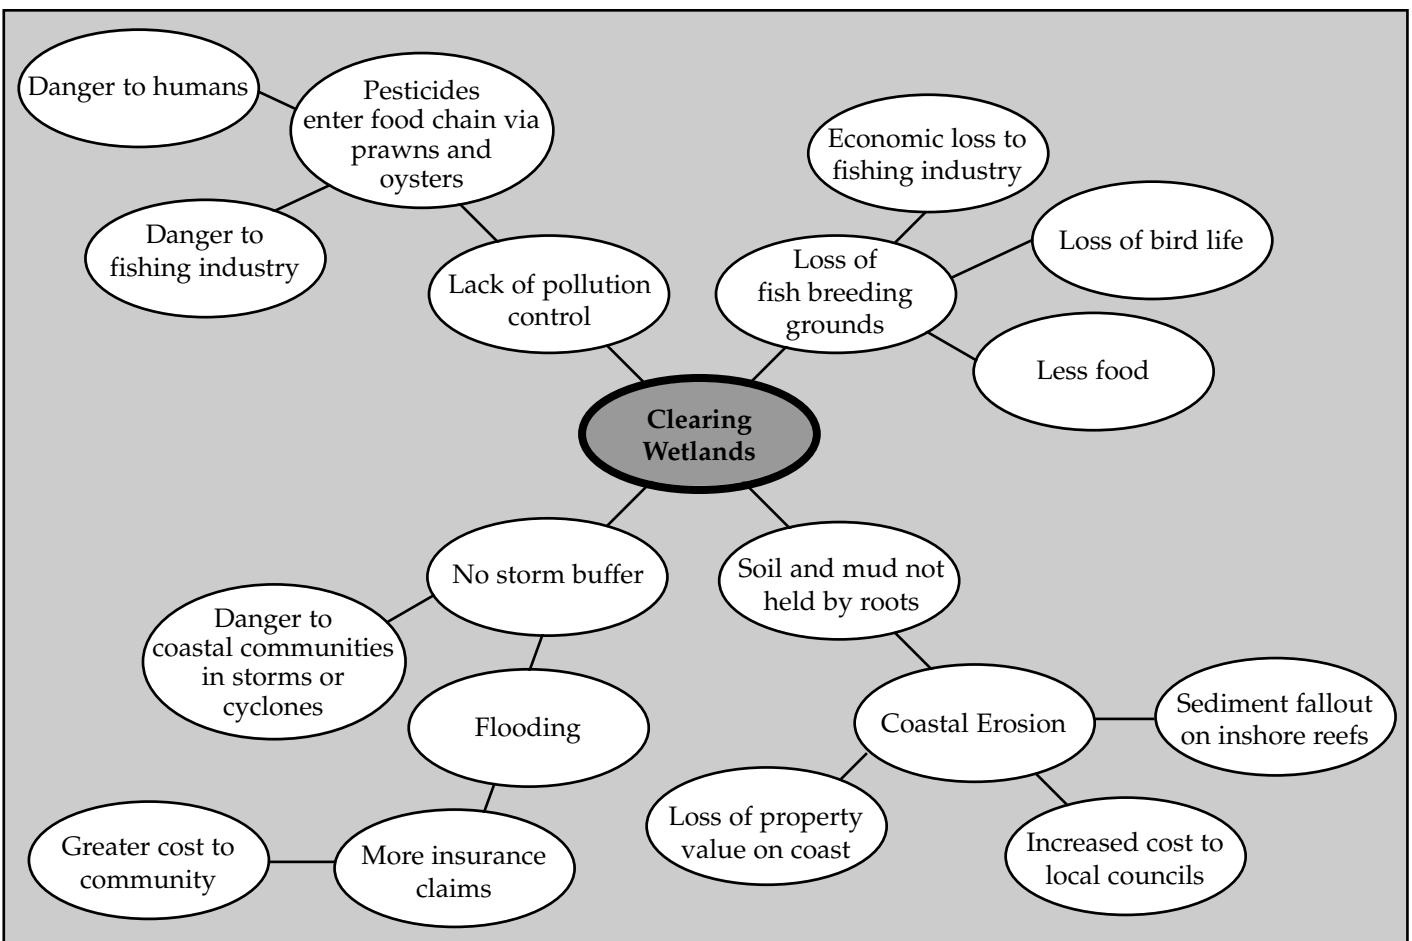 Danger to humans
Pesticides
enter food chain via
prawns and
oysters
Danger to
fishing industry
Lack of pollution
control
Economic loss to
fishing industry
Loss of bird life
Loss of
fish breeding
grounds
Less food
Clearing
Wetlands
No storm buffer
Danger to
coastal communities
in storms or
cyclones
Flooding
More insurance
claims
Greater cost to
community
Soil and mud not
held by roots
Coastal Erosion
Sediment fallout
on inshore reefs
Loss of property
value on coast
Increased cost to
local councils